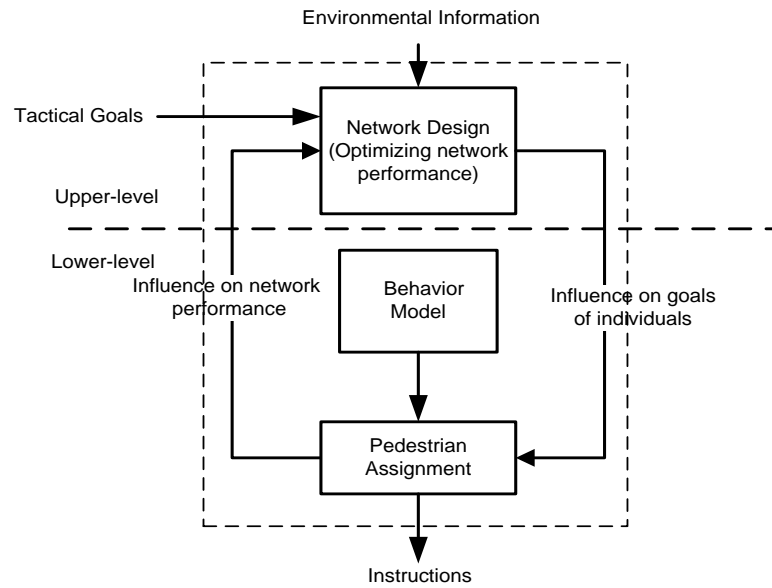 Environmental Information
Tactical Goals
Network Design
(Optimizing network
performance)
Upper-level
Lower-level
Influence on network
performance
Behavior
Model
Influence on goals
of individuals
Pedestrian
Assignment
Instructions